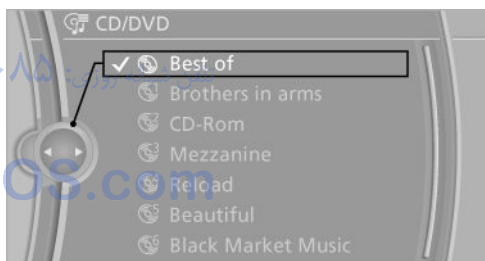 CD/DVD
Best of
Brothers in arms
CD-Rom
Mezzanine
Reload
Beautiful
Black Market Music
OS.com